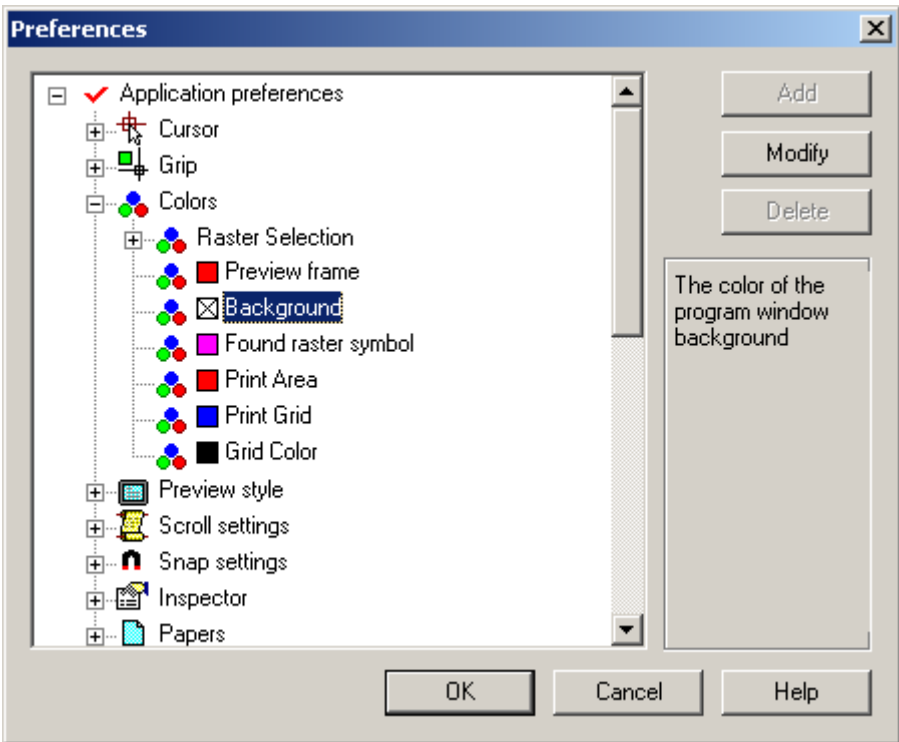 Preferences
Application preferences
Cursor
Grip
Colors
Raster Selection
Preview frame
Background
Found raster symbol
Print Area
Print Grid
Grid Color
Preview style
Scroll settings
Snap settings
Inspector
Papers
Add
Modify
Delete
The color of the
program window
background
OK
Cancel
Help